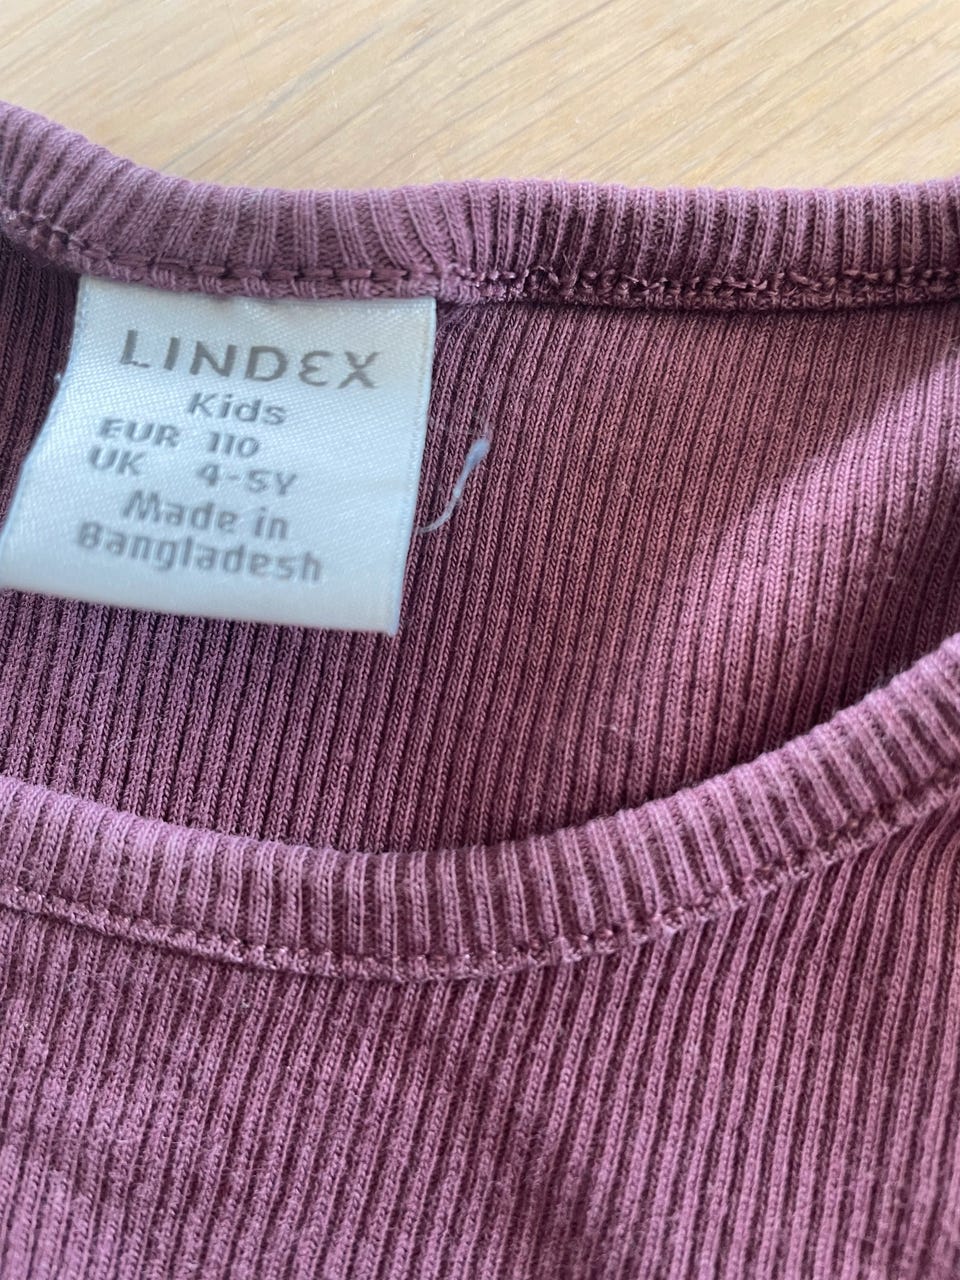 LINDEX
Kids
EUR 110
UK 4-5Y
Made in
Bangladesh